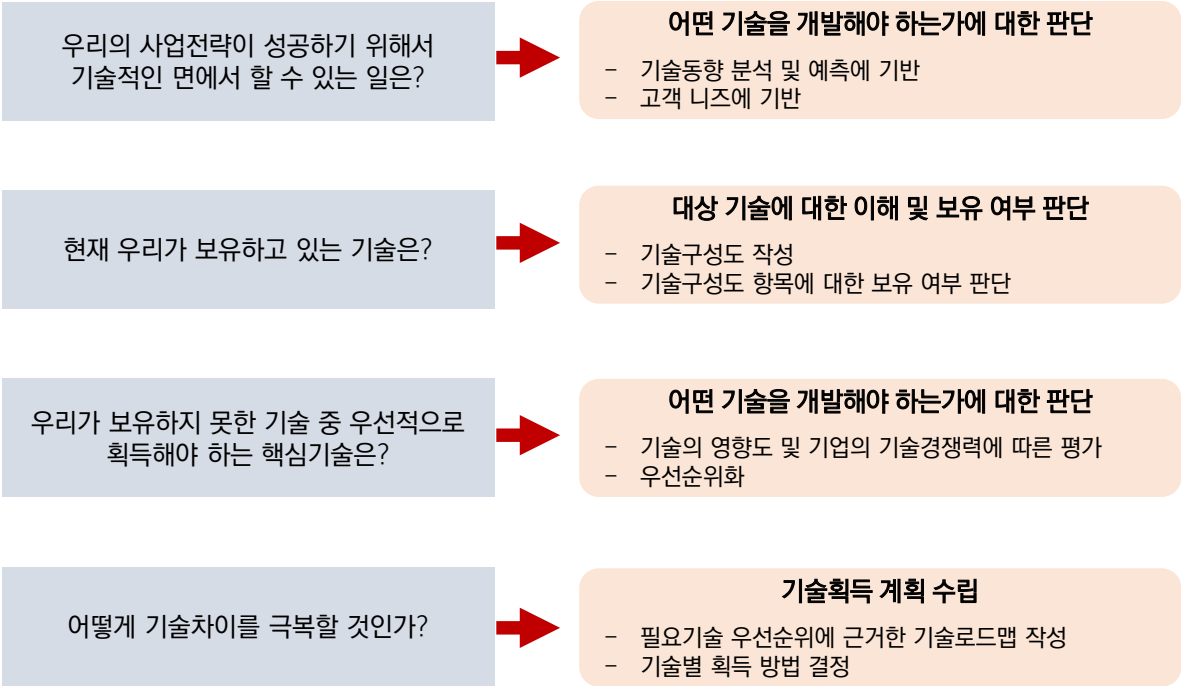 우리의 사업전략이 성공하기 위해서
기술적인 면에서 할 수 있는 일은?
어떤 기술을 개발해야 하는가에 대한 판단
- 기술동향 분석 및 예측에 기반
- 고객 니즈에 기반
현재 우리가 보유하고 있는 기술은?
대상 기술에 대한 이해 및 보유 여부 판단
- 기술구성도 작성
- 기술구성도 항목에 대한 보유 여부 판단
우리가 보유하지 못한 기술 중 우선적으로
획득해야 하는 핵심기술은?
어떤 기술을 개발해야 하는가에 대한 판단
- 기술의 영향도 및 기업의 기술경쟁력에 따른 평가
- 우선순위화
어떻게 기술차이를 극복할 것인가?
기술획득 계획 수립
- 필요기술 우선순위에 근거한 기술로드맵 작성
- 기술별 획득 방법 결정